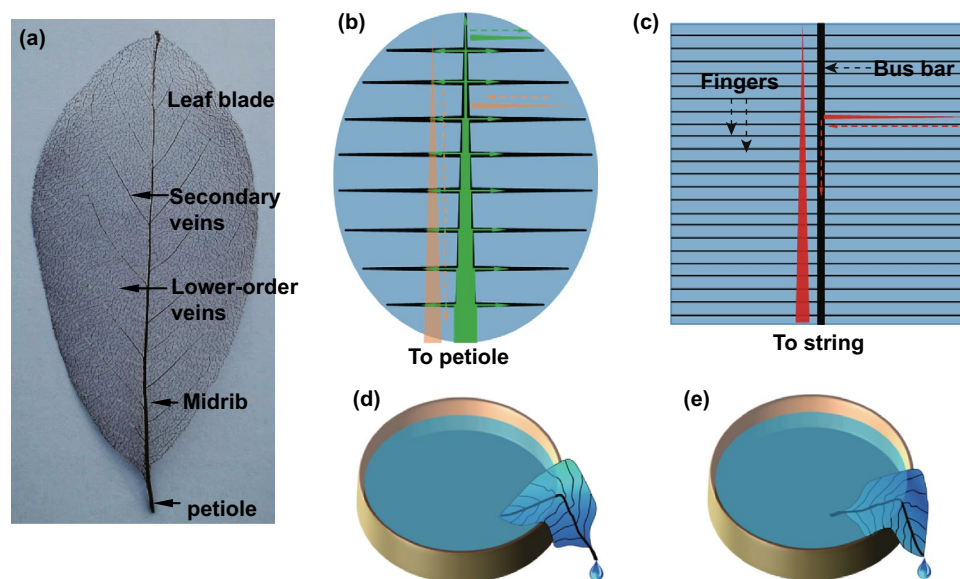 (a)
Leaf blade
Secondary
veins
Lower-order
veins
Midrib
petiole
(b)
To petiole
(c)
Bus bar
Fingers
To string
(d)
(e)